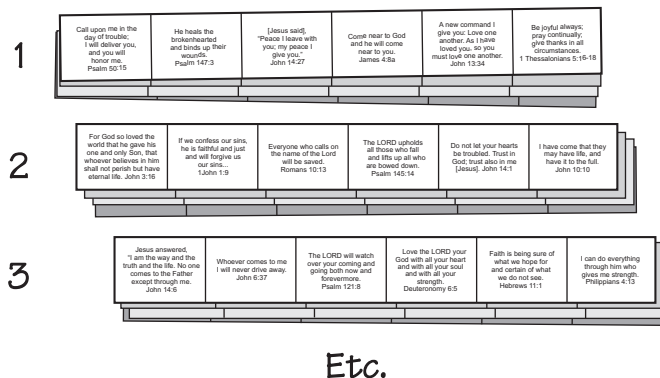 1
Call upon me in the
day of trouble;
I will deliver you,
and you will
honor me.
Psalm 50:15
He heals the
brokenhearted
and binds up their
wounds.
Psalm 147:3
[Jesus said],
"Peace I leave with
you; my peace I
give you."
John 14:27
Come near to God
and he will come
near to you.
James 4:8a
A new command I
give you: Love one
another. As I have
loved you, so you
must love one another.
John 13:34
Be joyful always;
pray continually;
give thanks in all
circumstances.
1 Thessalonians 5:16-18
2
For God so loved the
world that he gave his
one and only Son, that
whoever believes in him
shall not perish but have
eternal life. John 3:16
If we confess our sins,
he is faithful and just
and will forgive us
our sins...
1John 1:9
Everyone who calls on
the name of the Lord
will be saved.
Romans 10:13
The LORD upholds
all those who fall
and lifts up all who
are bowed down.
Psalm 145:14
Do not let your hearts
be troubled. Trust in
God; trust also in me
[Jesus]. John 14:1
I have come that they
may have life, and
have it to the full.
John 10:10
3
Jesus answered,
"I am the way and the
truth and the life. No one
comes to the Father
except through me.
John 14:6
Whoever comes to me
I will never drive away.
John 6:37
The LORD will watch
over your coming and
going both now and
forevermore.
Psalm 121:8
Love the LORD your
God with all your heart
and with all your soul
and with all your
strength.
Deuteronomy 6:5
Faith is being sure of
what we hope for
and certain of what
we do not see.
Hebrews 11:1
I can do everything
through him who
gives me strength.
Philippians 4:13
Etc.